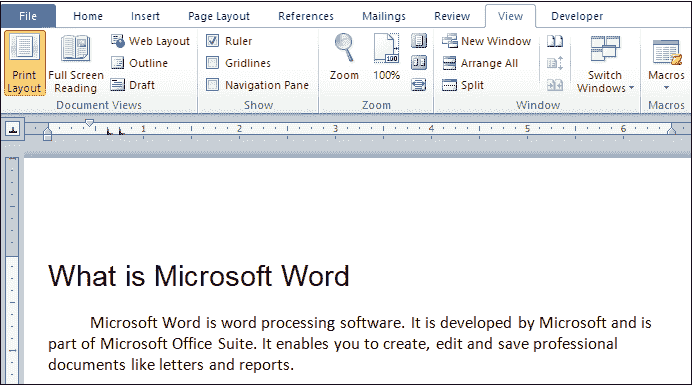 File Home Insert Page Layout References Mailings Review View Developer
Print Layout
Full Screen Reading
Web Layout
Outline
Draft
Document Views
Ruler
Gridlines
Navigation Pane
Show
Zoom
100
100%
Zoom
New Window
Arrange All
Split
Switch Windows
Window
Macros
Macros
1 2 3 4 5 6
1
What is Microsoft Word
Microsoft Word is word processing software. It is developed by Microsoft and is
part of Microsoft Office Suite. It enables you to create, edit and save professional
documents like letters and reports.